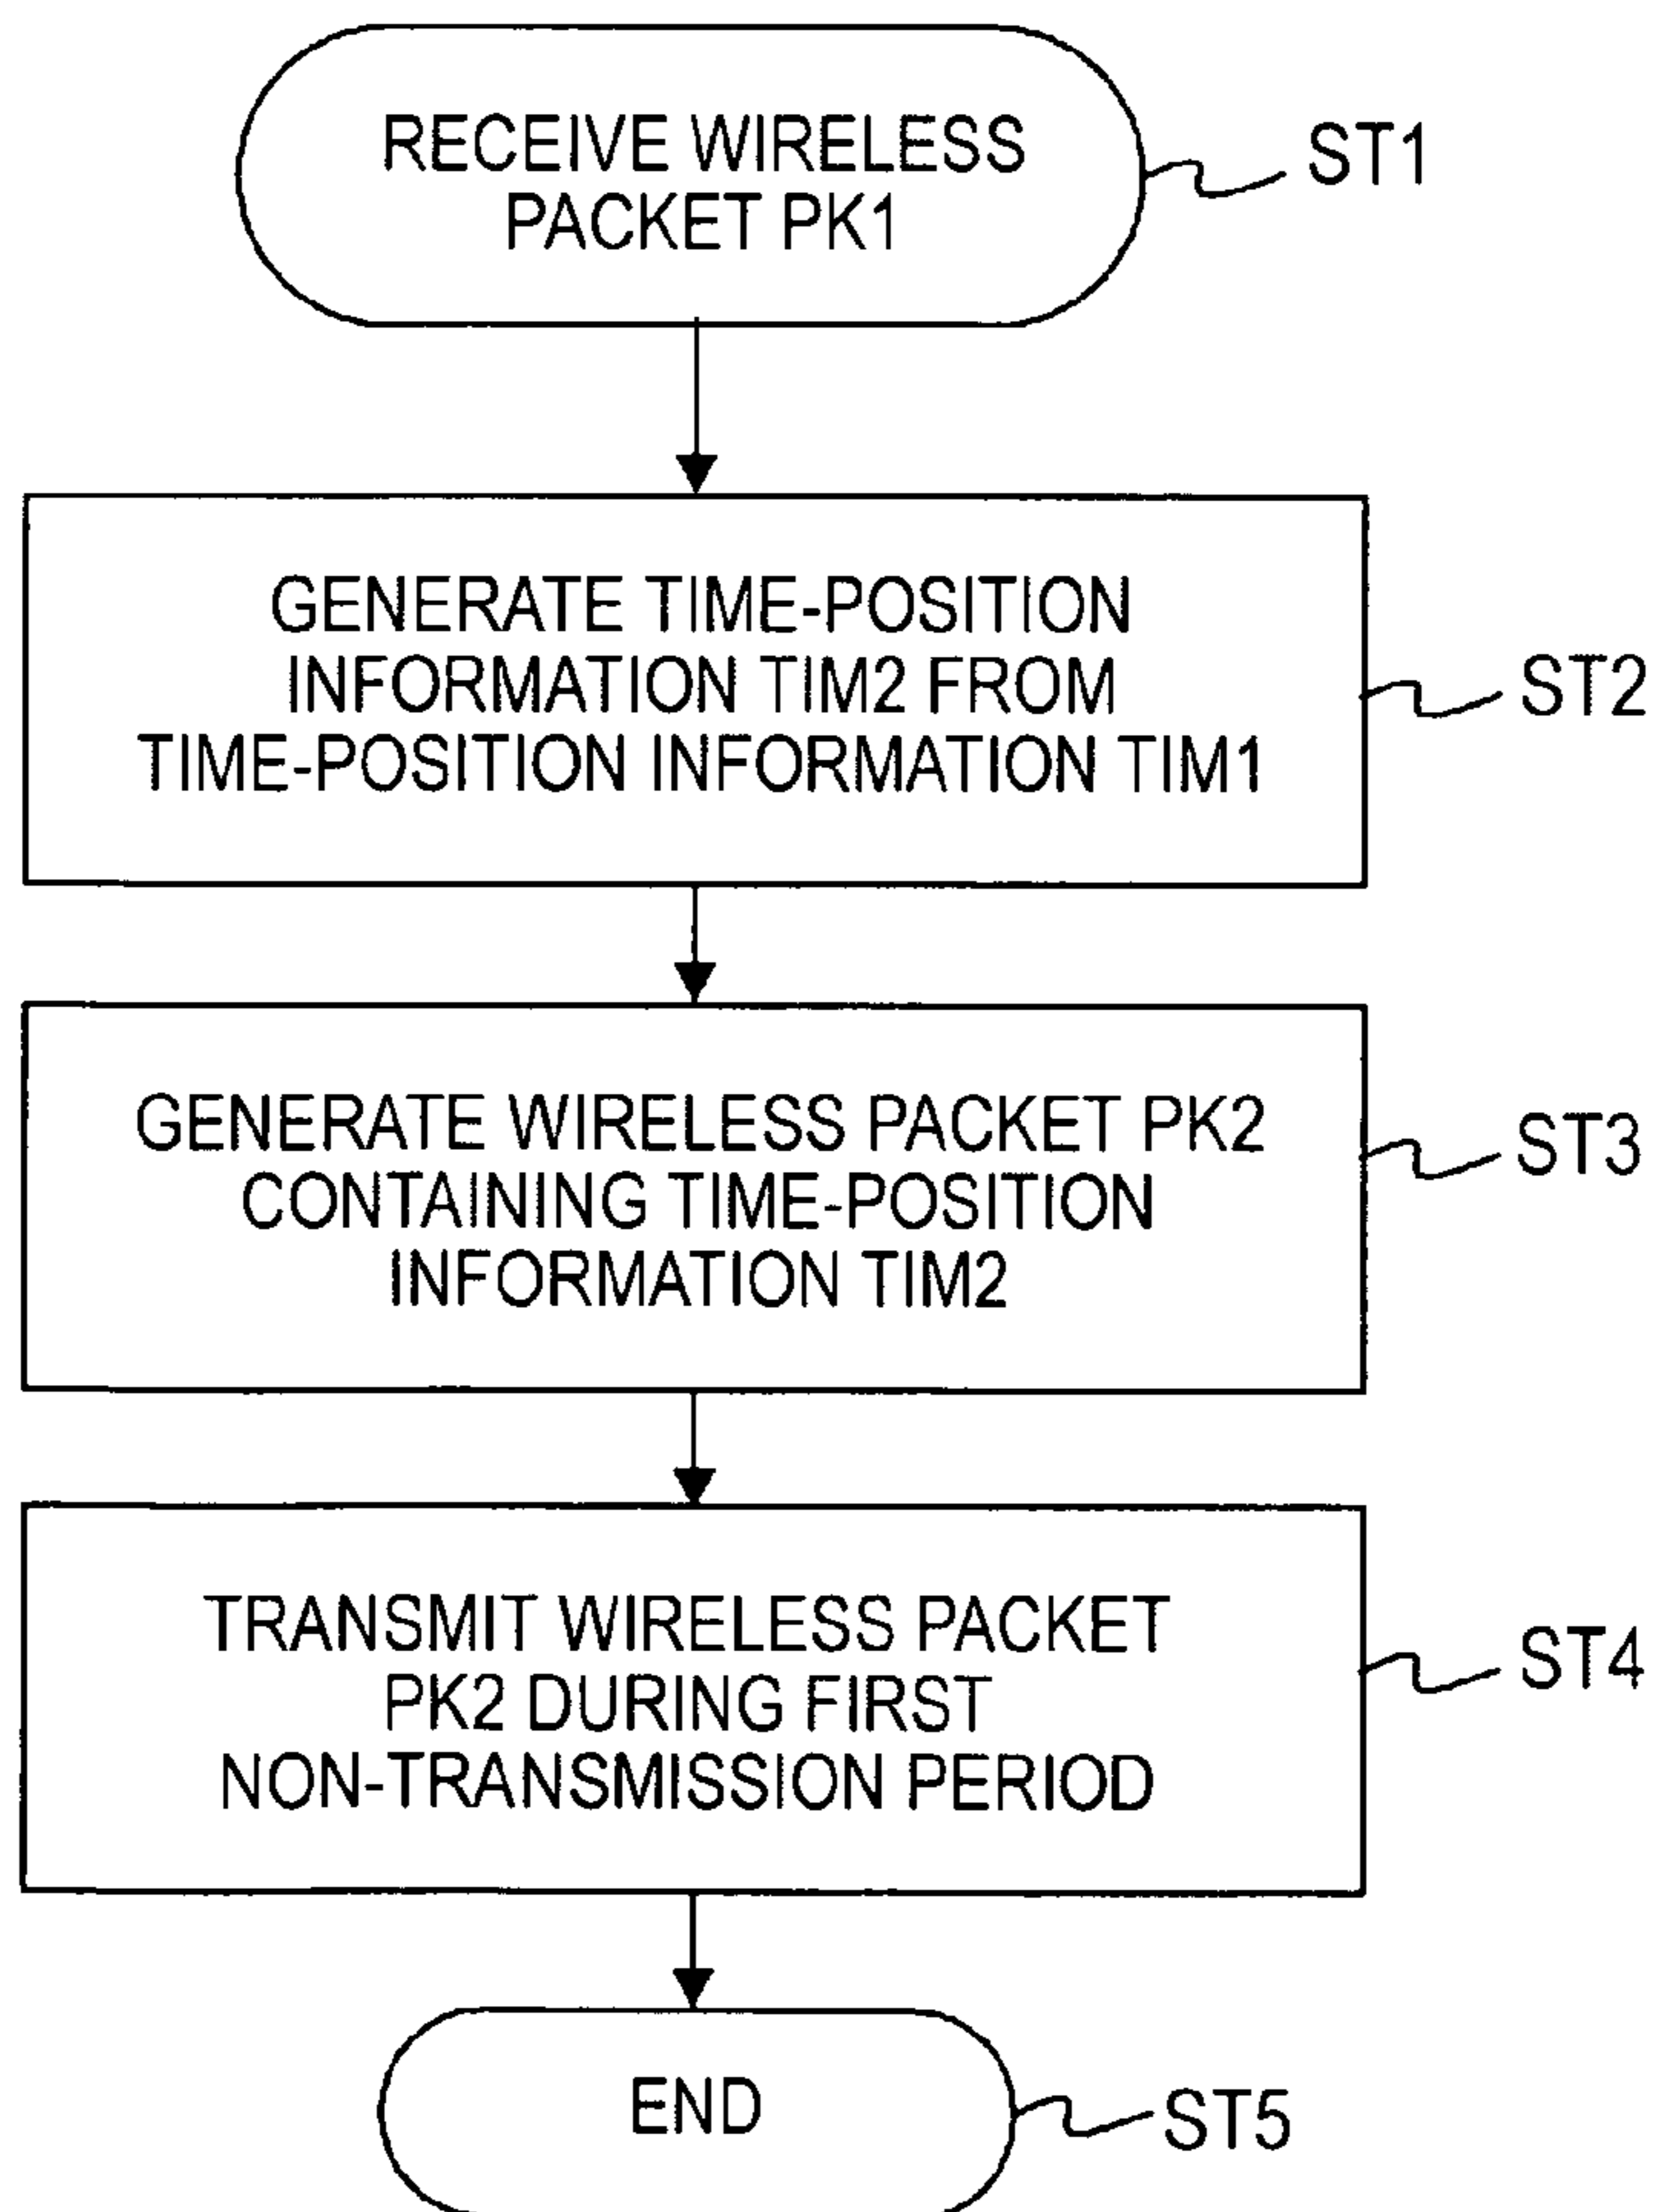 RECEIVE WIRELESS
PACKET PK1
ST1
GENERATE TIME-POSITION
INFORMATION TIM2 FROM
TIME-POSITION INFORMATION TIM1
ST2
GENERATE WIRELESS PACKET PK2
CONTAINING TIME-POSITION
INFORMATION TIM2
ST3
TRANSMIT WIRELESS PACKET
PK2 DURING FIRST
NON-TRANSMISSION PERIOD
ST4
END
ST5